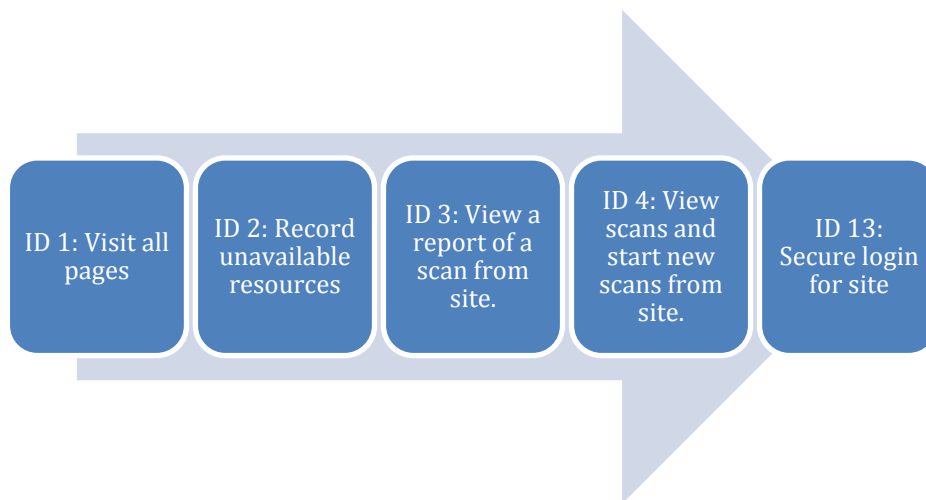 ID 1: Visit all
pages
ID 2: Record
unavailable
resources
ID 3: View a
report of a
scan from
site.
ID 4: View
scans and
start new
scans from
site.
ID 13:
Secure login
for site